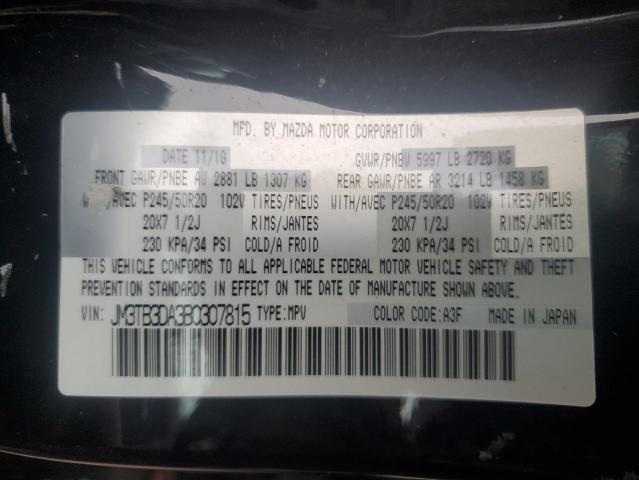 MFD. BY MAZDA MOTOR CORPORATION
DATE 11/10 GVWR/PNBV 5997 LB 2720 KG
FRONT GAWR/PNBE AV 2881 LB 1307 KG REAR GAWR/PNBE AR 3214 LB 1458 KG
WITH/AVEC P245/50R20 102V TIRES/PNEUS WITH/AVEC P245/50R20 102V TIRES/PNEUS
20X7 1/2J RIMS/JANTES 20X7 1/2J RIMS/JANTES
230 KPA/34 PSI COLD/A FROID 230 KPA/34 PSI COLD/A FROID
THIS VEHICLE CONFORMS TO ALL APPLICABLE FEDERAL MOTOR VEHICLE SAFETY AND THEFT
PREVENTION STANDARDS IN EFFECT ON THE DATE OF MANUFACTURE SHOWN ABOVE.
VIN: JM3TB3DA3B0307815 TYPE:MPV COLOR CODE:A3F MADE IN JAPAN